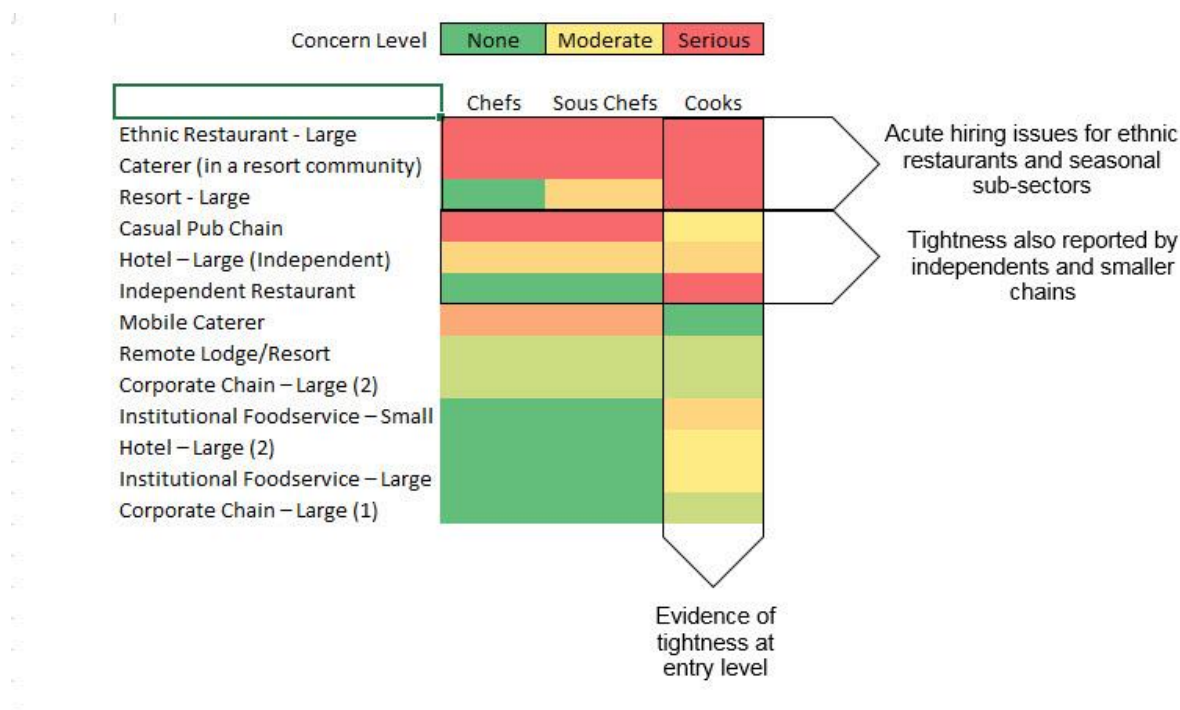 Concern Level None Moderate Serious
Chefs Sous Chefs Cooks
Ethnic Restaurant - Large
Caterer (in a resort community)
Resort - Large
Casual Pub Chain
Hotel – Large (Independent)
Independent Restaurant
Mobile Caterer
Remote Lodge/Resort
Corporate Chain – Large (2)
Institutional Foodservice – Small
Hotel – Large (2)
Institutional Foodservice – Large
Corporate Chain – Large (1)
Acute hiring issues for ethnic
restaurants and seasonal
sub-sectors
Tightness also reported by
independents and smaller
chains
Evidence of
tightness at
entry level